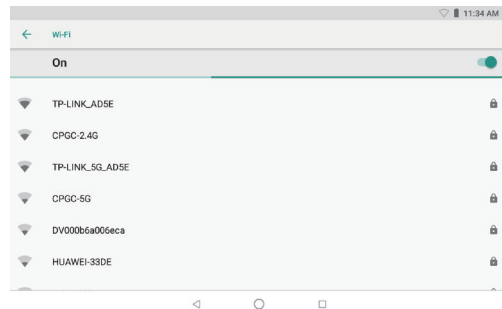 11:34 AM
Wi-Fi
On
TP-LINK_AD5E
CPGC-2.4G
TP-LINK_5G_AD5E
CPGC-5G
DV000b6a006eca
HUAWEI-33DE